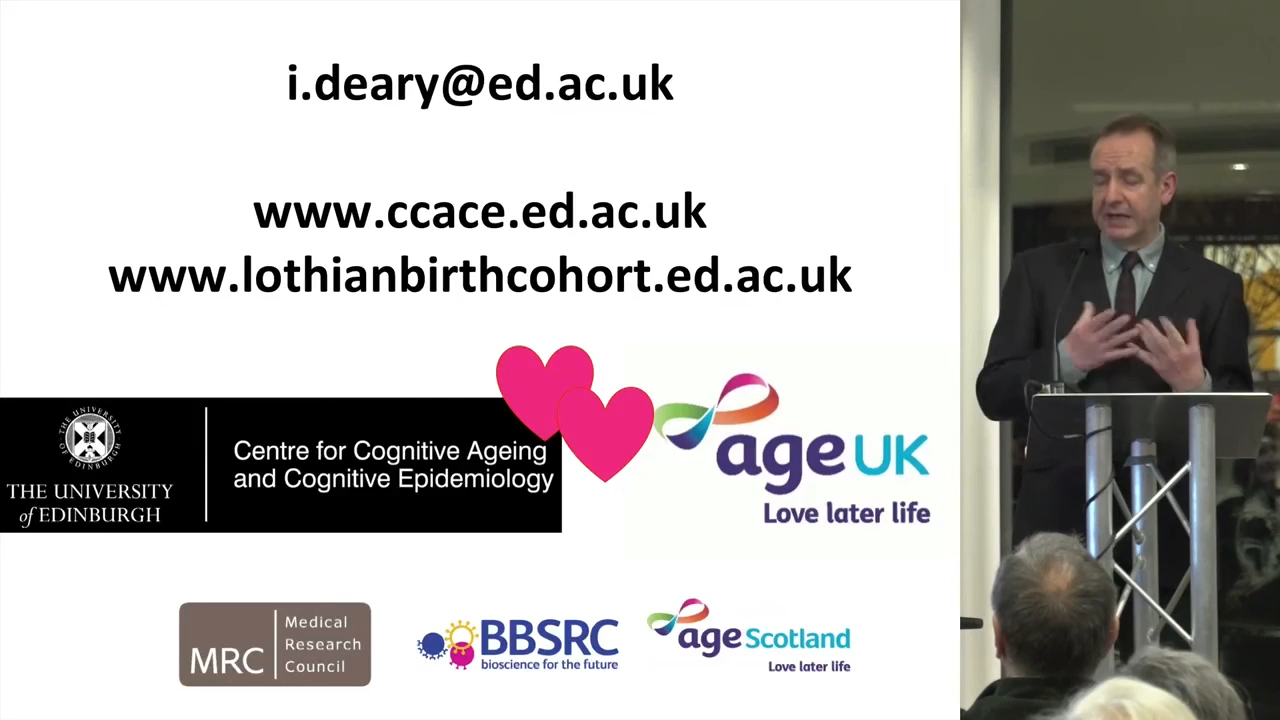 i.deary@ed.ac.uk
www.ccace.ed.ac.uk
www.lothianbirthcohort.ed.ac.uk
THE UNIVERSITY
of EDINBURGH
Centre for Cognitive Ageing
and Cognitive Epidemiology
age UK
Love later life
MRC
Medical
Research
Council
BBSRC
bioscience for the future
age Scotland
Love later life